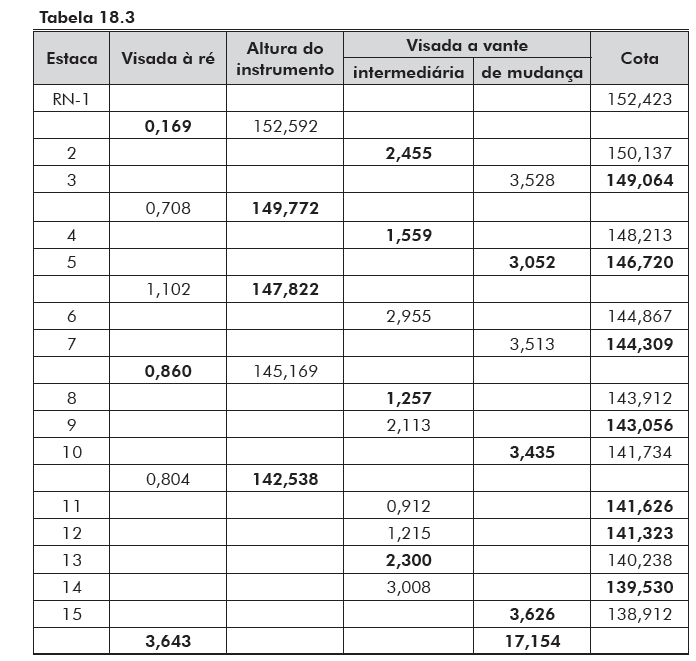 Tabela 18.3
Estaca Visada à ré Altura do instrumento Visada a vante Cota
intermediária de mudança
RN-1 152,423
0,169 152,592
2 2,455 150,137
3 3,528 149,064
0,708 149,772
4 1,559 148,213
5 3,052 146,720
1,102 147,822
6 2,955 144,867
7 3,513 144,309
0,860 145,169
8 1,257 143,912
9 2,113 143,056
10 3,435 141,734
0,804 142,538
11 0,912 141,626
12 1,215 141,323
13 2,300 140,238
14 3,008 139,530
15 3,626 138,912
3,643 17,154